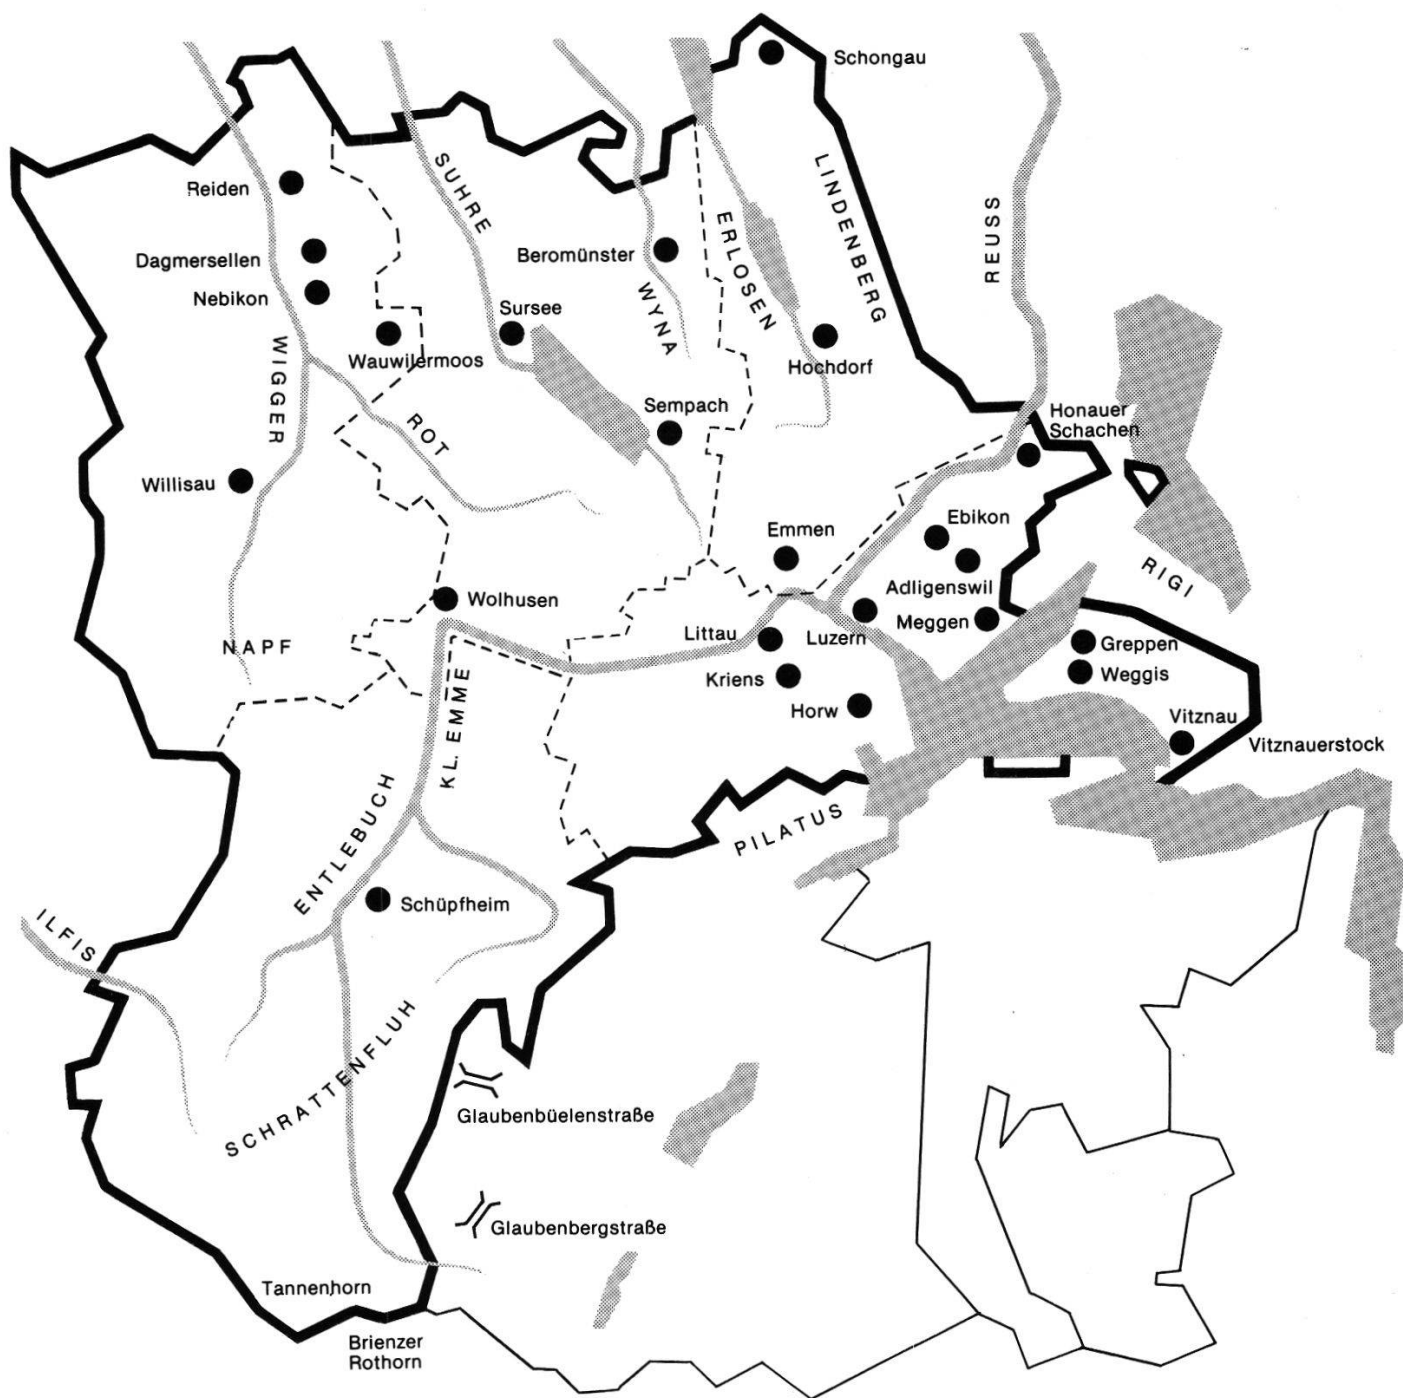 Schongau
Reiden
SUHRE
LINDENBERG
REUSS
Dagmersellen
Beromünster
ERLOSEN
Nebikon
Sursee
WYNA
WIGGER
Wauwilermoos
Hochdorf
ROT
Sempach
Honauer
Schachen
Willisau
Emmen
Ebikon
RIGI
Adligenswil
Wolhusen
Littau
Luzern
Meggen
Greppen
NAPF
Kriens
Weggis
KL. EMME
Horw
Vitznau
Vitznauerstock
PILATUS
ENTLEBUCH
Schüpfheim
ILFIS
SCHRATTENFLUH
Glaubenbüelenstraße
Glaubenbergstraße
Tannenhorn
Brienzer
Rothorn